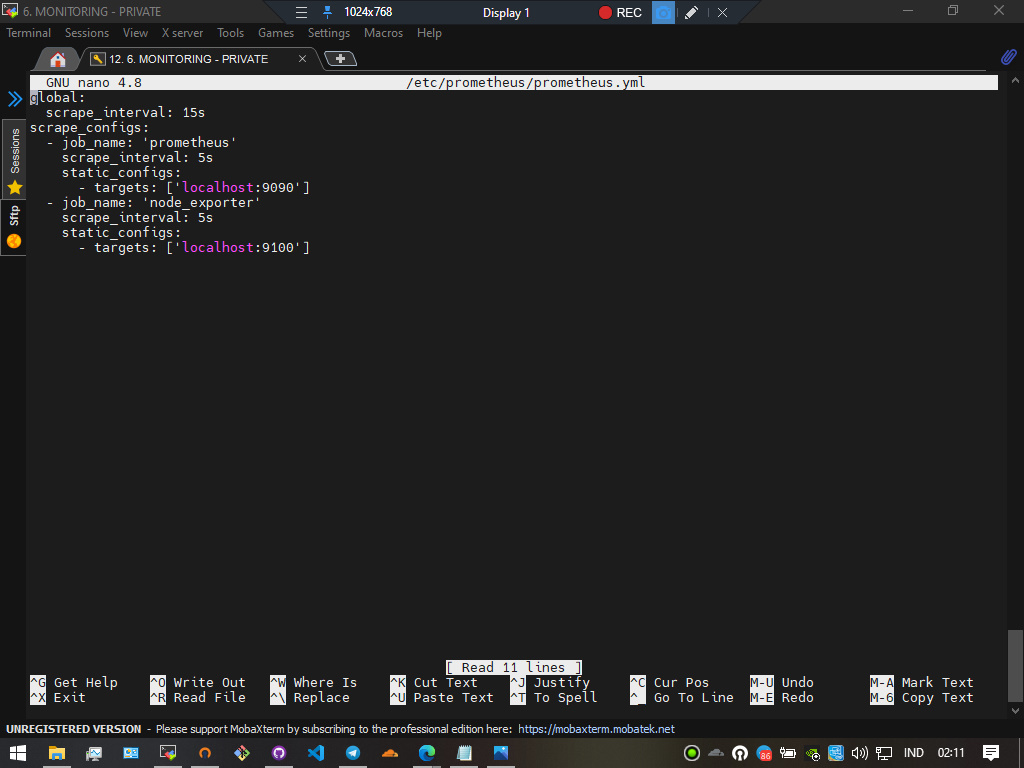 6. MONITORING - PRIVATE
1024x768
Display 1
REC
Terminal Sessions View X server Tools Games Settings Macros Help
12. 6. MONITORING - PRIVATE
Sessions
Sftp
GNU nano 4.8 /etc/prometheus/prometheus.yml
global:
  scrape_interval: 15s
scrape_configs:
  - job_name: 'prometheus'
    scrape_interval: 5s
    static_configs:
      - targets: ['localhost:9090']
  - job_name: 'node_exporter'
    scrape_interval: 5s
    static_configs:
      - targets: ['localhost:9100']
[ Read 11 lines ]
^G Get Help ^O Write Out ^W Where Is ^K Cut Text ^J Justify ^C Cur Pos M-U Undo M-A Mark Text
^X Exit ^R Read File ^\ Replace ^U Paste Text ^T To Spell ^_ Go To Line M-E Redo M-6 Copy Text
UNREGISTERED VERSION - Please support MobaXterm by subscribing to the professional edition here: https://mobaxterm.mobatek.net
86 IND 02:11